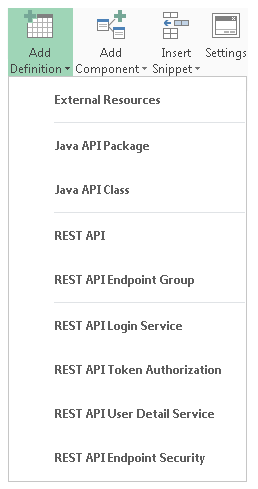 Add Definition
Add Component
Insert Snippet
Settings
External Resources
Java API Package
Java API Class
REST API
REST API Endpoint Group
REST API Login Service
REST API Token Authorization
REST API User Detail Service
REST API Endpoint Security